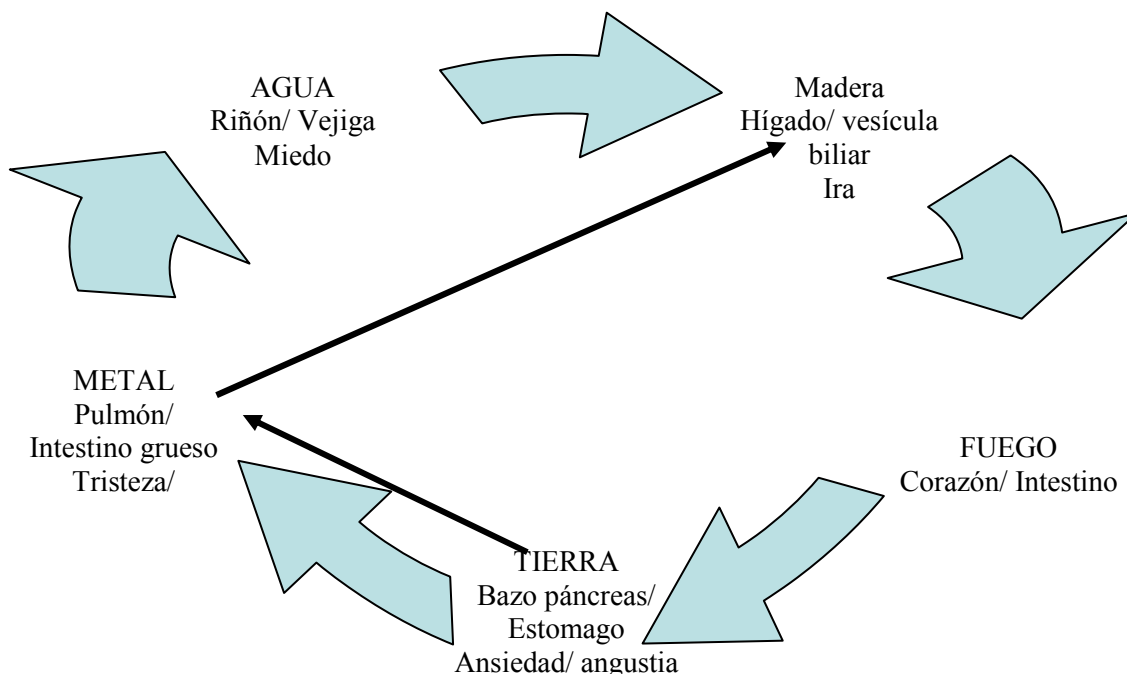 AGUA
Riñón/ Vejiga
Miedo
Madera
Hígado/ vesícula
biliar
Ira
METAL
Pulmón/
Intestino grueso
Tristeza/
FUEGO
Corazón/ Intestino
TIERRA
Bazo páncreas/
Estomago
Ansiedad/ angustia